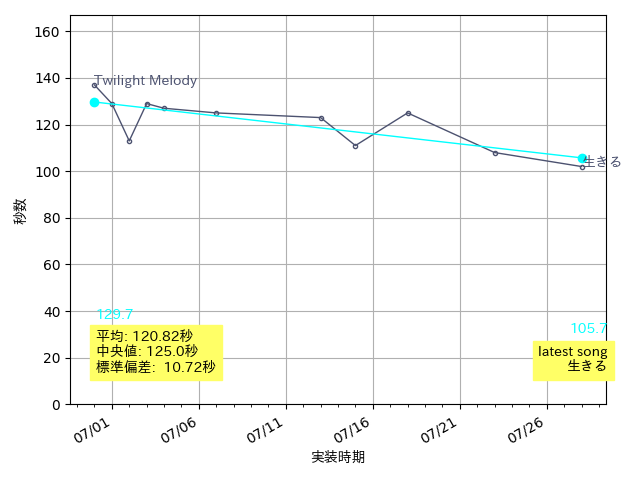 160
140
120
100
80
60
40
20
0
秒数
Twilight Melody
生きる
129.7
105.7
平均: 120.82秒
中央値: 125.0秒
標準偏差: 10.72秒
latest song
生きる
07/01
07/06
07/11
07/16
07/21
07/26
実装時期